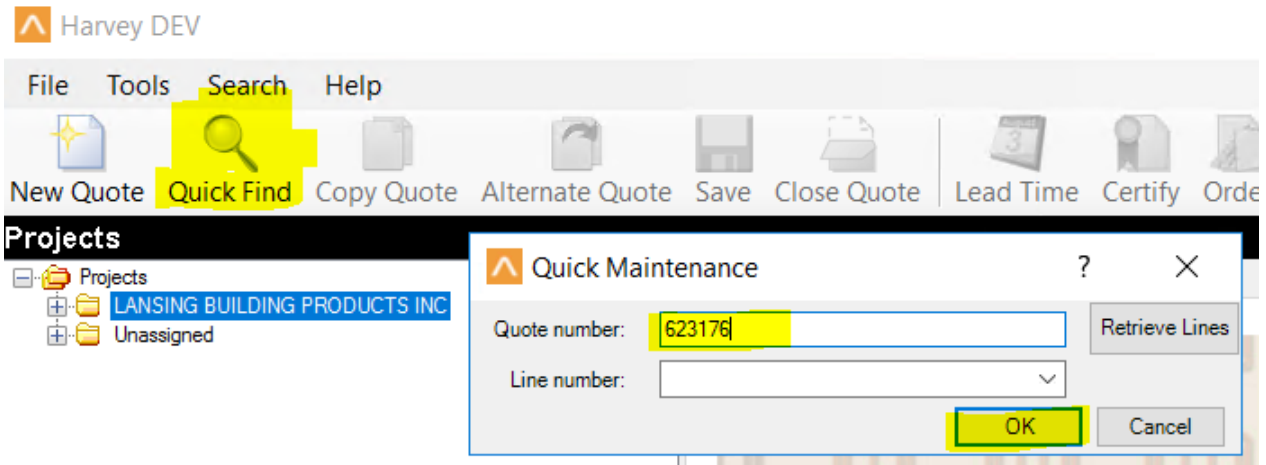 Harvey DEV
File Tools Search Help
New Quote Quick Find Copy Quote Alternate Quote Save Close Quote Lead Time Certify
3
Projects
Projects
LANSING BUILDING PRODUCTS INC
Unassigned
Quick Maintenance ?
Quote number: 623176 Retrieve Lines
Line number:
OK Cancel